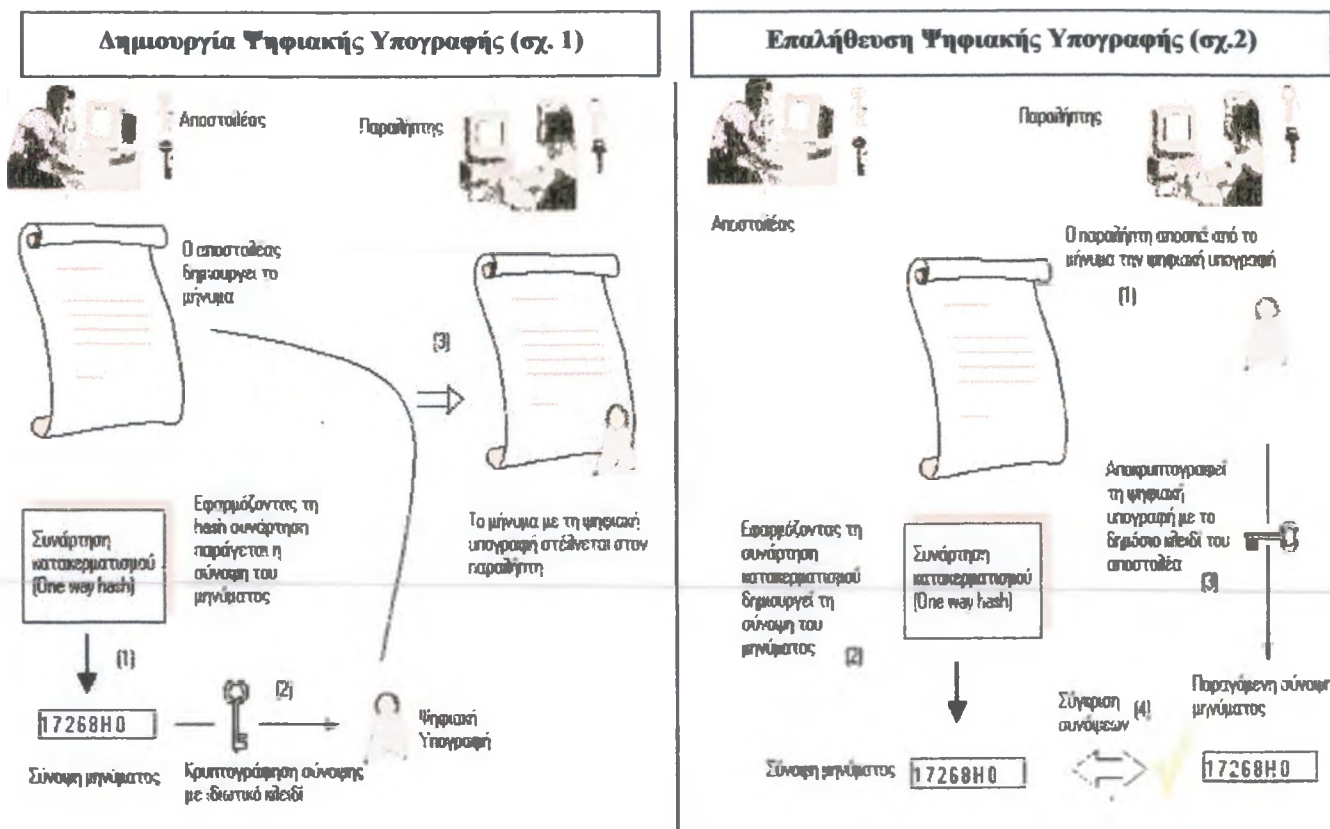 Δημιουργία Ψηφιακής Υπογραφής (σχ. 1)
Αποστολέας
Παραλήπτης
Ο αποστολέας
δημιουργει το
μήνυμα
(3)
Συνάρτηση
κατακερματισμού
(One way hash)
Εφαρμόζοντας τη
hash συνάρτηση
παράγεται η
σύνοψη του
μηνύματος
Το μήνυμα με τη ψηφιακή
υπογραφή στέλνεται στον
παραλήπτη
(1)
(2)
17268H0
Ψηφιακή
Υπογραφή
Σύνοψη μηνύματος
Κρυπτογράφηση σύνοψης
με ιδιωτικό κλειδί
Επαλήθευση Ψηφιακής Υπογραφής (σχ.2)
Παραλήπτης
Αποστολέας
Ο παραλήπτη αποσπά από το
μήνυμα την ψηφιακή υπογραφή
(1)
Αποκρυπτογραφεί
τη ψηφιακή
υπογραφή με το
δημόσιο κλειδί του
αποστολέα
(3)
Εφαρμόζοντας τη
συνάρτηση
κατακερματισμού
δημιουργεί τη
σύνοψη του
μηνύματος
(2)
Συνάρτηση
κατακερματισμού
(One way hash)
Παραγόμενη σύνοψη
μηνύματος
Σύγκριση
συνόψεων
(4)
Σύνοψη μηνύματος
17268H0
17268H0